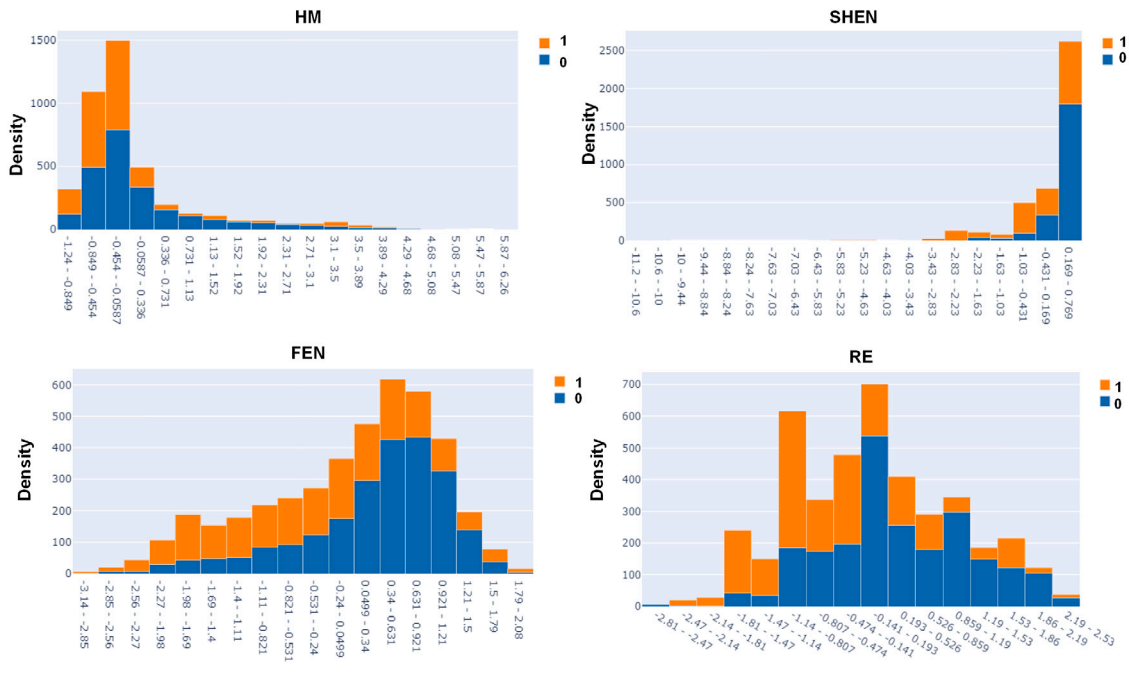 HM
1500
1000
500
0
Density
1
0
-1.24 - -0.849
-0.849 - -0.454
-0.454 - -0.0587
-0.0587 - 0.336
0.336 - 0.731
0.731 - 1.13
1.13 - 1.52
1.52 - 1.92
1.92 - 2.31
2.31 - 2.71
2.71 - 3.1
3.1 - 3.5
3.5 - 3.89
3.89 - 4.29
4.29 - 4.68
4.68 - 5.08
5.08 - 5.47
5.47 - 5.87
5.87 - 6.26
SHEN
2500
2000
1500
1000
500
0
Density
1
0
-11.2 - -10.6
-10.6 - -10
-10 - -9.44
-9.44 - -8.84
-8.84 - -8.24
-8.24 - -7.63
-7.63 - -7.03
-7.03 - -6.43
-6.43 - -5.83
-5.83 - -5.23
-5.23 - -4.63
-4.63 - -4.03
-4.03 - -3.43
-3.43 - -2.83
-2.83 - -2.23
-2.23 - -1.63
-1.63 - -1.03
-1.03 - -0.431
-0.431 - 0.169
0.169 - 0.769
FEN
600
500
400
300
200
100
0
Density
1
0
-3.14 - -2.85
-2.85 - -2.56
-2.56 - -2.27
-2.27 - -1.98
-1.98 - -1.69
-1.69 - -1.4
-1.4 - -1.11
-1.11 - -0.821
-0.821 - -0.531
-0.531 - -0.24
-0.24 - 0.0499
0.0499 - 0.34
0.34 - 0.631
0.631 - 0.921
0.921 - 1.21
1.21 - 1.5
1.5 - 1.79
1.79 - 2.08
RE
700
600
500
400
300
200
100
0
Density
1
0
-2.81 - -2.47
-2.47 - -2.14
-2.14 - -1.81
-1.81 - -1.47
-1.47 - -1.14
-1.14 - -0.807
-0.807 - -0.474
-0.474 - -0.141
-0.141 - 0.193
0.193 - 0.526
0.526 - 0.859
0.859 - 1.19
1.19 - 1.53
1.53 - 1.86
1.86 - 2.19
2.19 - 2.53